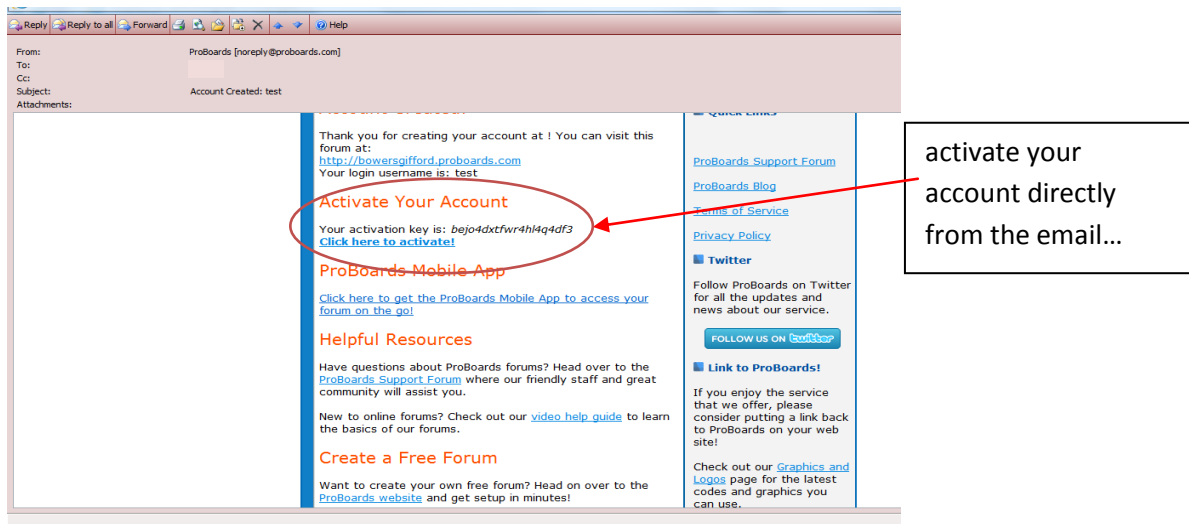 Reply Reply to all Forward Help
From: ProBoards [noreply@proboards.com]
To:
Cc:
Subject: Account Created: test
Attachments:
Thank you for creating your account at ! You can visit this
forum at:
http://bowersgifford.proboards.com
Your login username is: test
Activate Your Account
Your activation key is: bejo4dxtfwr4hl4q4df3
Click here to activate!
ProBoards Mobile App
Click here to get the ProBoards Mobile App to access your
forum on the go!
Helpful Resources
Have questions about ProBoards forums? Head over to the
ProBoards Support Forum where our friendly staff and great
community will assist you.
New to online forums? Check out our video help guide to learn
the basics of our forums.
Create a Free Forum
Want to create your own free forum? Head on over to the
ProBoards website and get setup in minutes!
Quick Links
ProBoards Support Forum
ProBoards Blog
Terms of Service
Privacy Policy
Twitter
Follow ProBoards on Twitter
for all the updates and
news about our service.
FOLLOW US ON twitter
Link to ProBoards!
If you enjoy the service
that we offer, please
consider putting a link back
to ProBoards on your web
site!
Check out our Graphics and
Logos page for the latest
codes and graphics you
can use.
activate your
account directly
from the email…